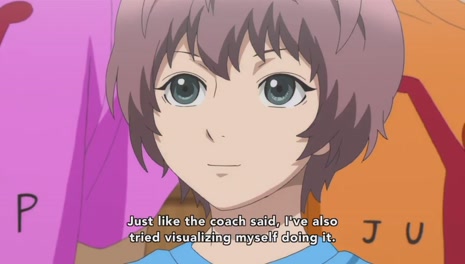 P
J U
Just like the coach said, I've also
tried visualizing myself doing it.